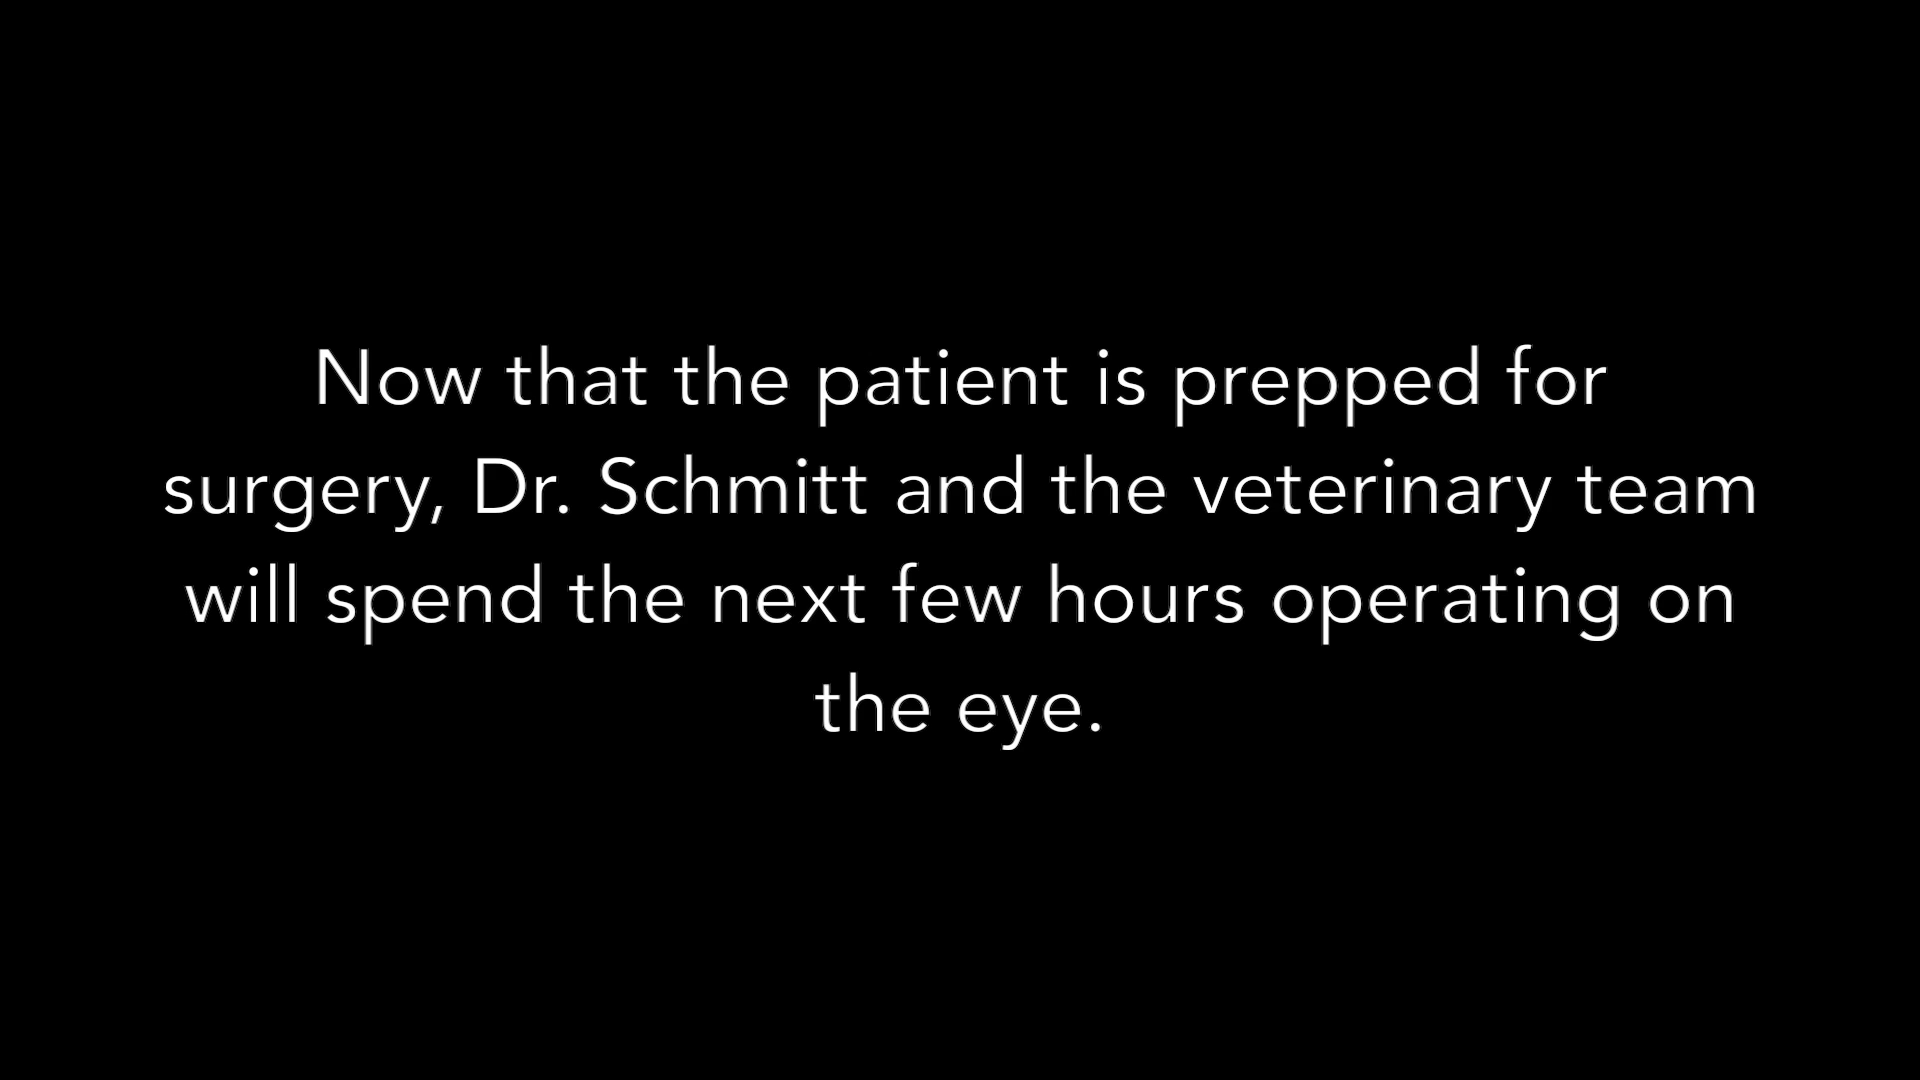 Now that the patient is prepped for
surgery, Dr. Schmitt and the veterinary team
will spend the next few hours operating on
the eye.